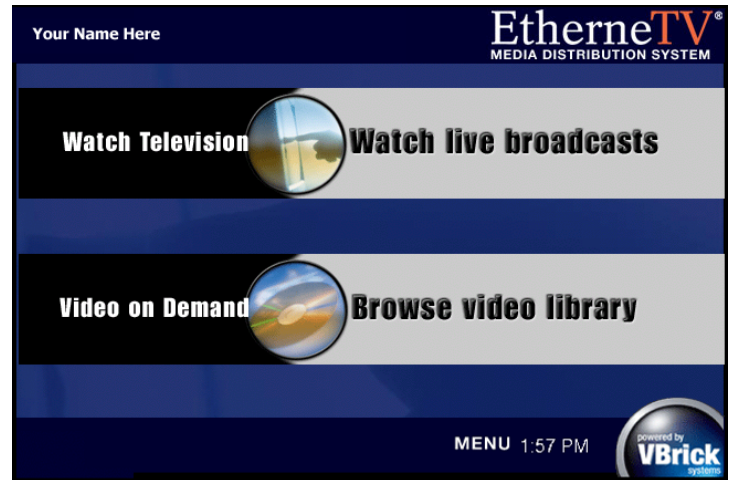 Your Name Here
EtherneTV®
MEDIA DISTRIBUTION SYSTEM
Watch Television
Watch live broadcasts
Video on Demand
Browse video library
MENU 1:57 PM
powered by
VBrick
systems